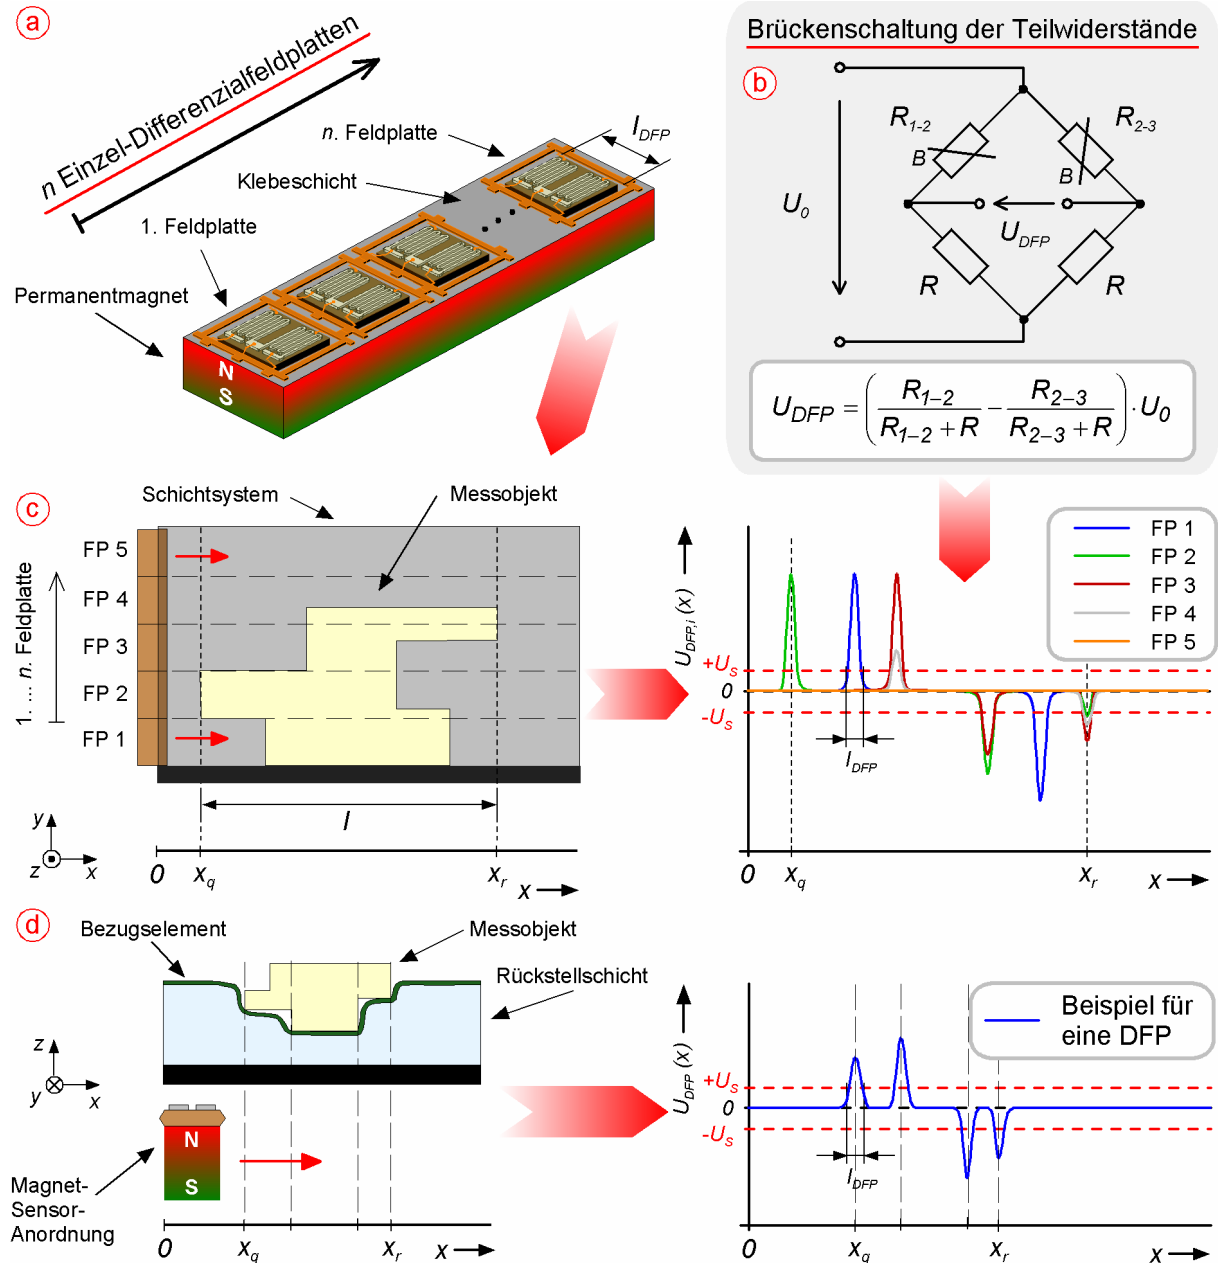 a
n Einzel-Differenzialfeldplatten
n. Feldplatte
l_DFP
Klebeschicht
1. Feldplatte
Permanentmagnet
N
S
Brückenschaltung der Teilwiderstände
b
R_1-2
R_2-3
B
B
U_0
U_DFP
R
R
U_DFP = ( R_1–2 / (R_1–2 + R) − R_2–3 / (R_2–3 + R) ) · U_0
c
Schichtsystem
Messobjekt
1. ... n. Feldplatte
FP 5
FP 4
FP 3
FP 2
FP 1
l
y
z
x
0
x_q
x_r
x
U_DFP,i (x)
FP 1
FP 2
FP 3
FP 4
FP 5
+U_S
0
-U_S
l_DFP
0
x_q
x_r
x
d
Bezugselement
Messobjekt
Rückstellschicht
z
y
x
N
S
Magnet-
Sensor-
Anordnung
0
x_q
x_r
x
U_DFP (x)
Beispiel für
eine DFP
+U_S
0
-U_S
l_DFP
0
x_q
x_r
x